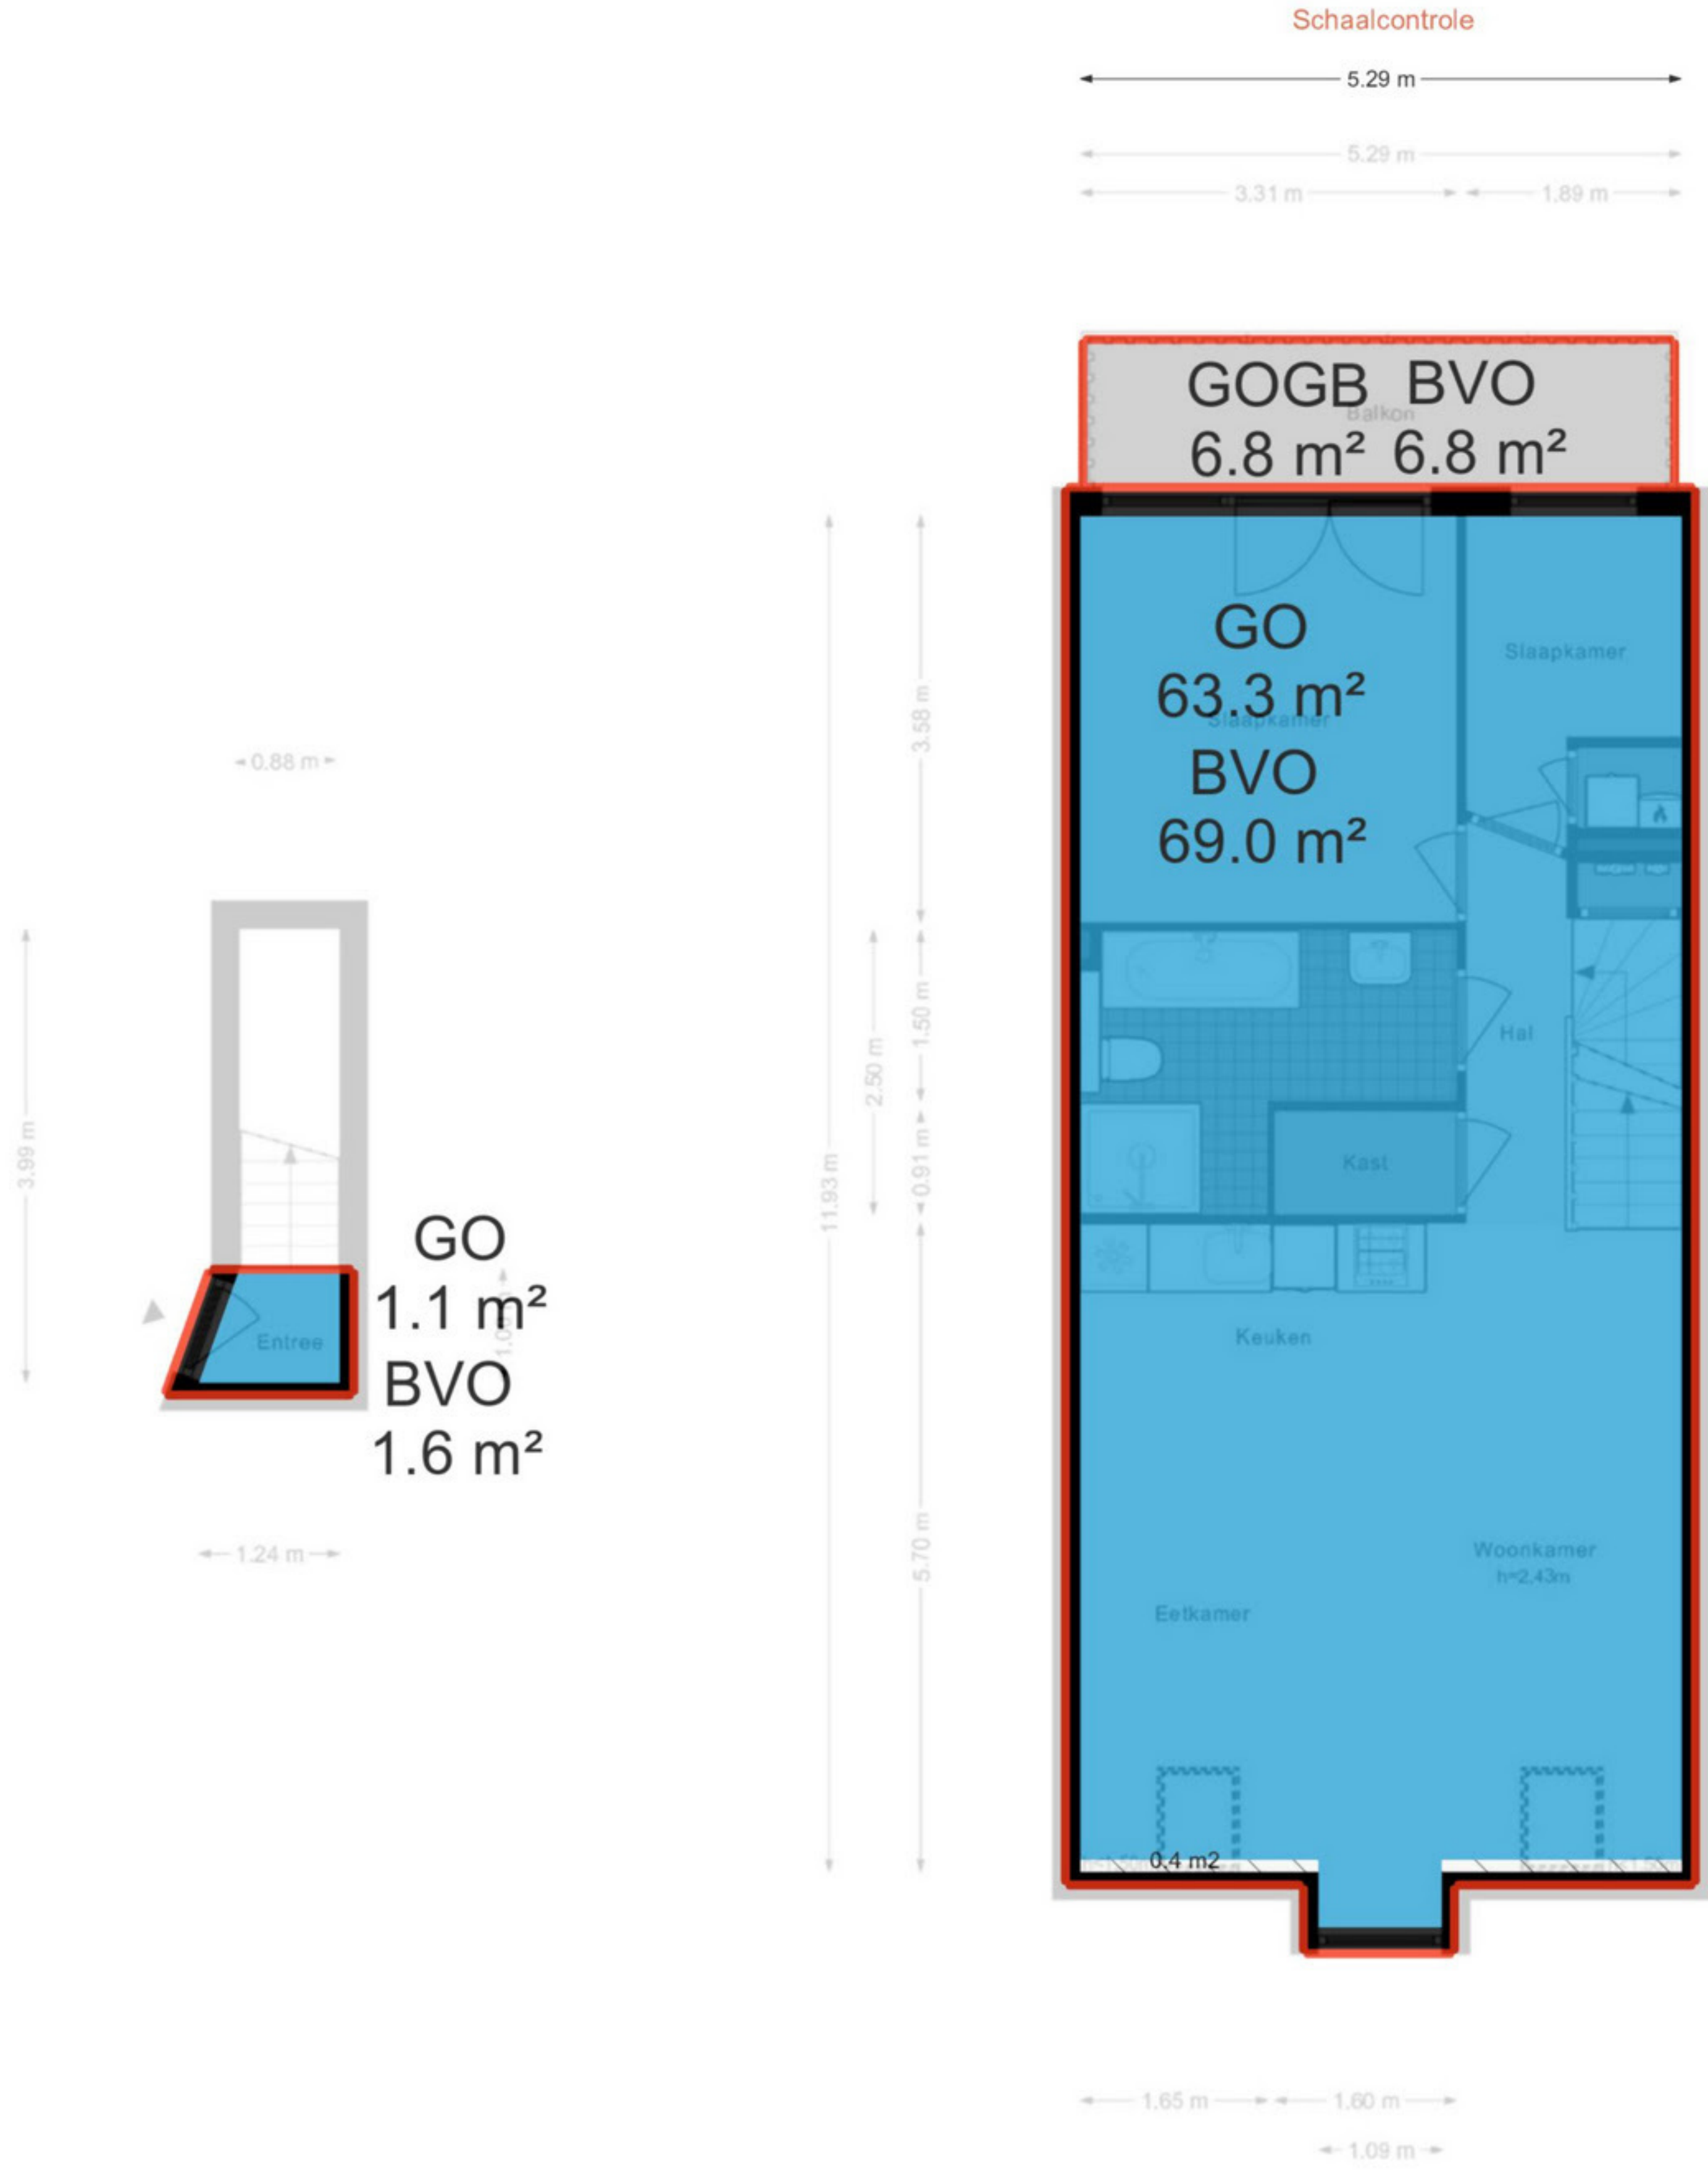 Schaalcontrole
5.29 m
5.29 m
3.31 m
1.89 m
GOGB BVO
Balkon
6.8 m² 6.8 m²
GO
63.3 m²
Slaapkamer
BVO
69.0 m²
Slaapkamer
3.58 m
0.88 m
1.50 m
2.50 m
0.91 m
11.93 m
3.99 m
Hal
Kast
GO
1.1 m²
Entree
BVO
1.6 m²
1.24 m
Keuken
5.70 m
Woonkamer
h=2,43m
Eetkamer
0.4 m2
1.65 m
1.60 m
1.09 m